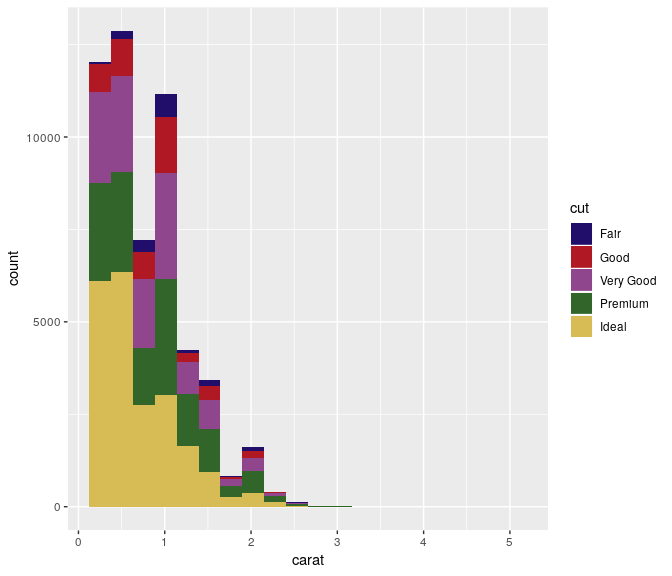 10000
5000
0
count
0 1 2 3 4 5
carat
cut
Fair
Good
Very Good
Premium
Ideal